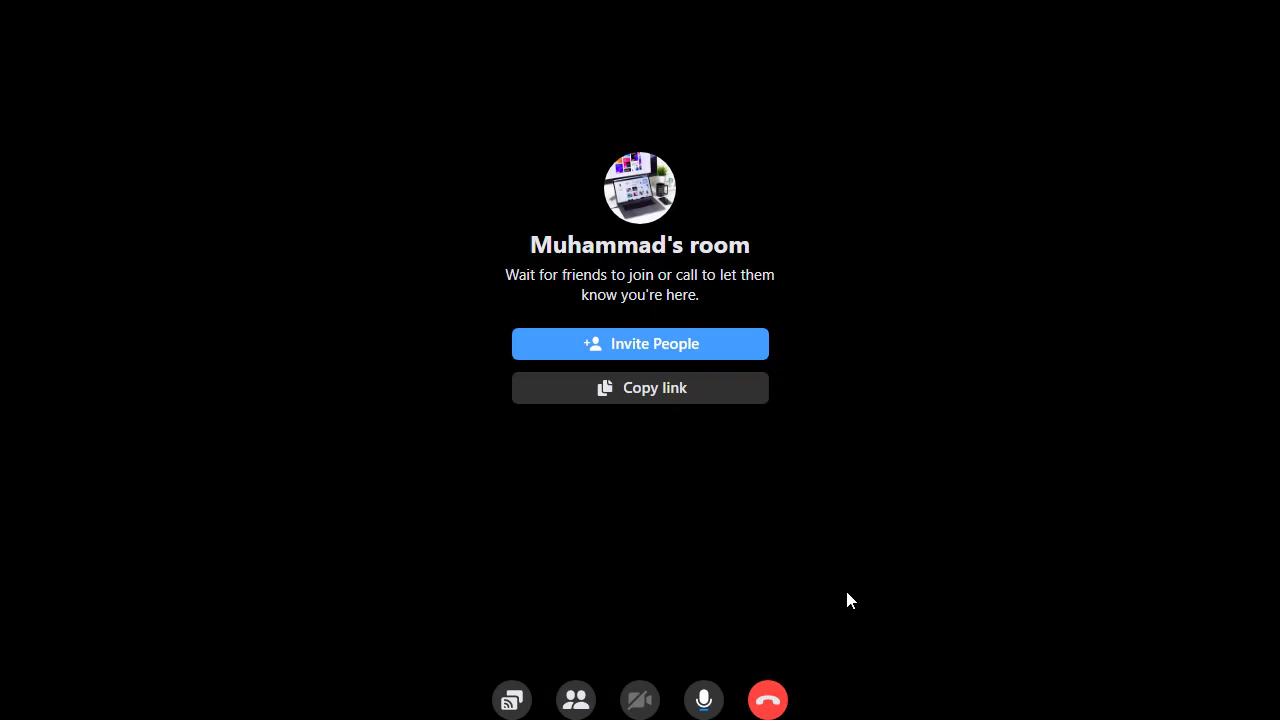 Muhammad's room
Wait for friends to join or call to let them
know you're here.
Invite People
Copy link